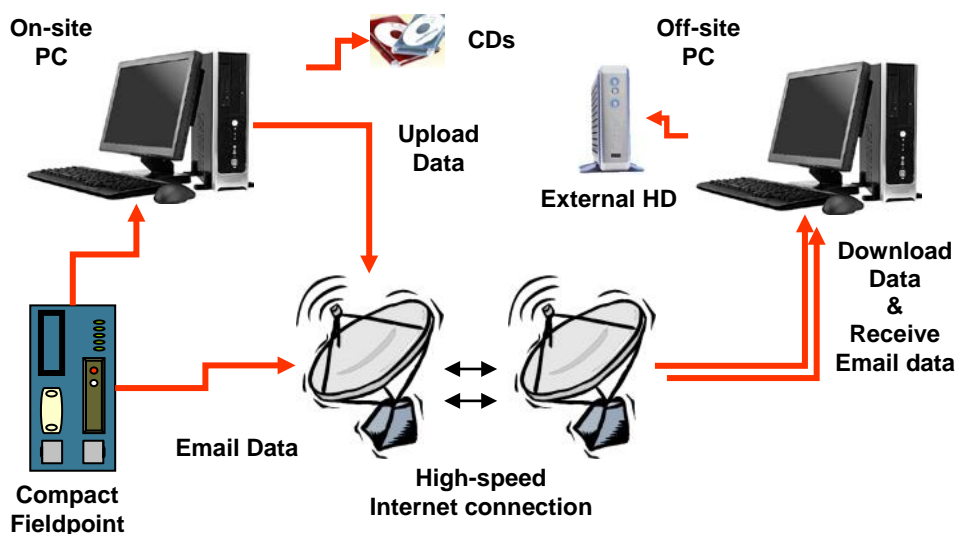 On-site
PC
CDs
Off-site
PC
Upload
Data
External HD
Download
Data
&
Receive
Email data
Email Data
High-speed
Internet connection
Compact
Fieldpoint